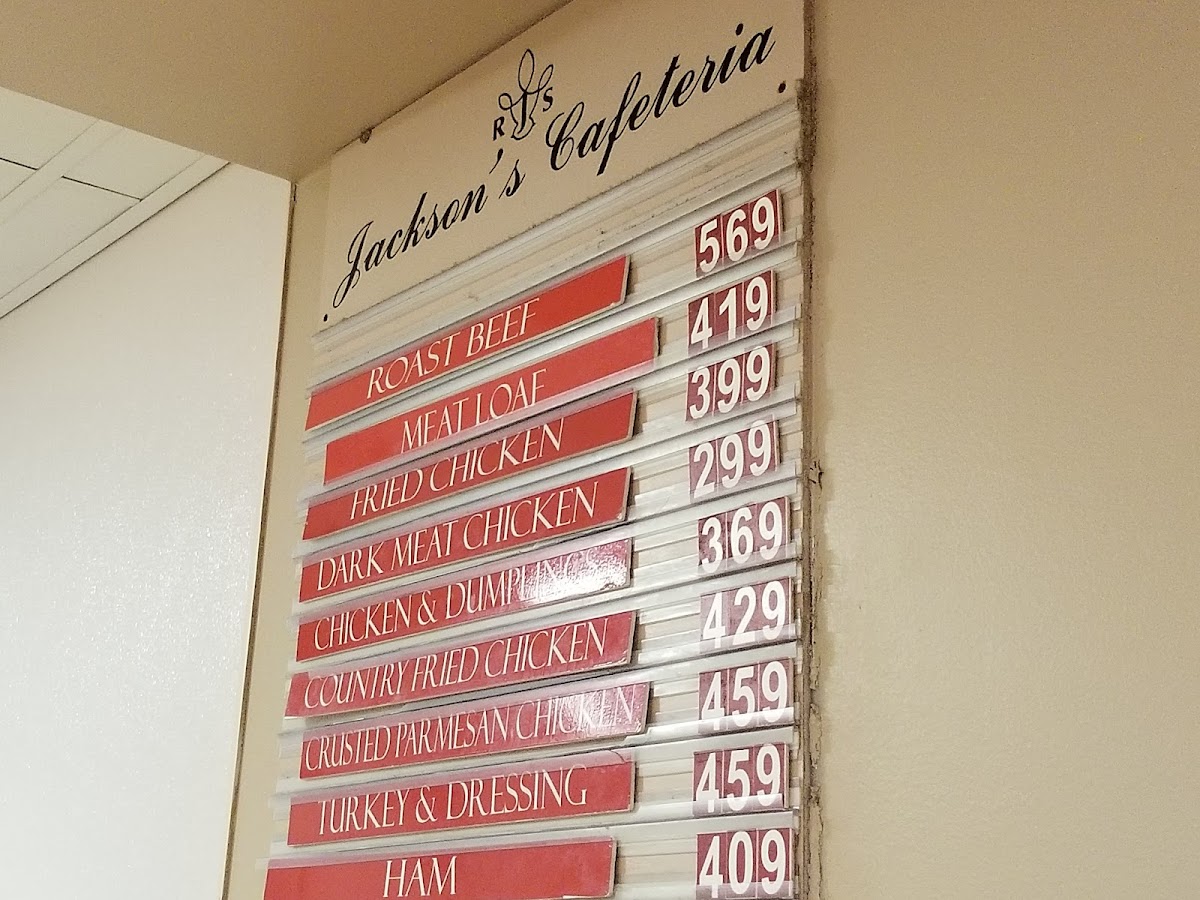 RJS
Jackson's Cafeteria
ROAST BEEF 569
MEAT LOAF 419
FRIED CHICKEN 399
DARK MEAT CHICKEN 299
CHICKEN & DUMPLINGS 369
COUNTRY FRIED CHICKEN 429
CRUSTED PARMESAN CHICKEN 459
TURKEY & DRESSING 459
HAM 409